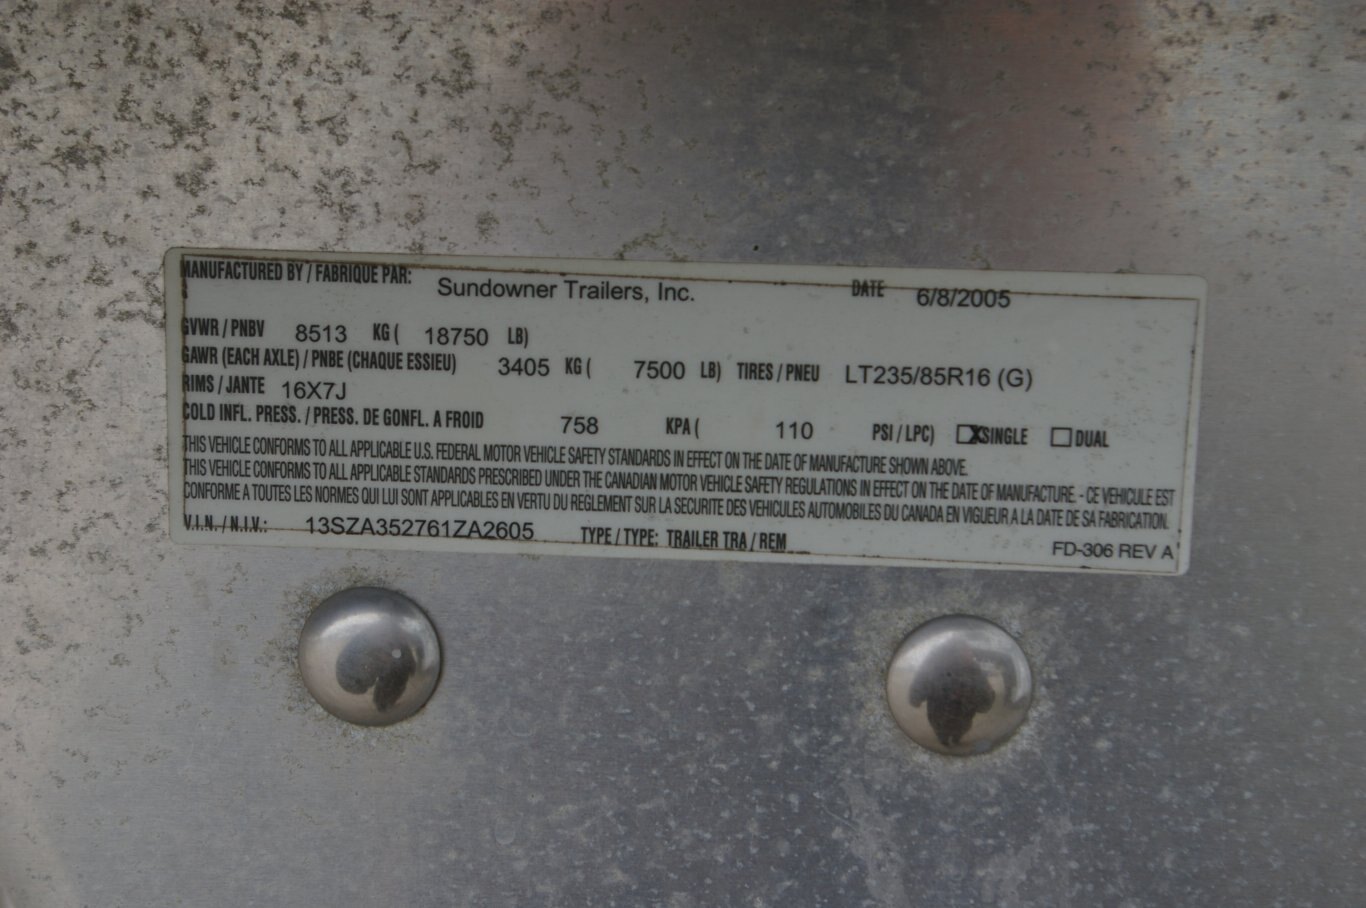 MANUFACTURED BY / FABRIQUE PAR: Sundowner Trailers, Inc. DATE 6/8/2005
GVWR / PNBV 8513 KG ( 18750 LB)
GAWR (EACH AXLE) / PNBE (CHAQUE ESSIEU) 3405 KG ( 7500 LB) TIRES / PNEU LT235/85R16 (G)
RIMS / JANTE 16X7J
COLD INFL. PRESS. / PRESS. DE GONFL. A FROID 758 KPA ( 110 PSI / LPC) ☒SINGLE ☐DUAL
THIS VEHICLE CONFORMS TO ALL APPLICABLE U.S. FEDERAL MOTOR VEHICLE SAFETY STANDARDS IN EFFECT ON THE DATE OF MANUFACTURE SHOWN ABOVE.
THIS VEHICLE CONFORMS TO ALL APPLICABLE STANDARDS PRESCRIBED UNDER THE CANADIAN MOTOR VEHICLE SAFETY REGULATIONS IN EFFECT ON THE DATE OF MANUFACTURE. - CE VEHICULE EST
CONFORME A TOUTES LES NORMES QUI LUI SONT APPLICABLES EN VERTU DU REGLEMENT SUR LA SECURITE DES VEHICULES AUTOMOBILES DU CANADA EN VIGUEUR A LA DATE DE SA FABRICATION.
V.I.N. / N.I.V.: 13SZA352761ZA2605 TYPE / TYPE: TRAILER TRA / REM FD-306 REV A